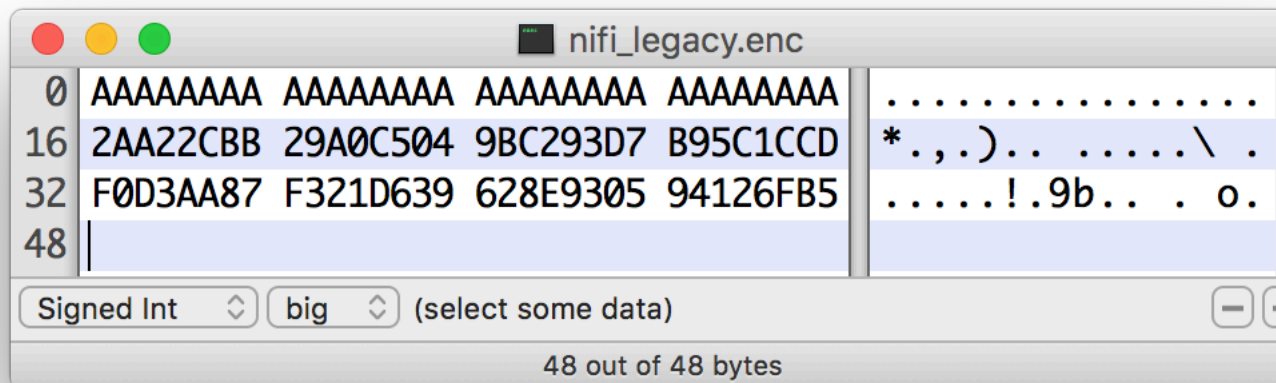 nifi_legacy.enc
0 AAAAAAAA AAAAAAAA AAAAAAAA AAAAAAAA ................
16 2AA22CBB 29A0C504 9BC293D7 B95C1CCD *.,.).. .....\ .
32 F0D3AA87 F321D639 628E9305 94126FB5 .....!.9b.. . o.
48
Signed Int big (select some data)
48 out of 48 bytes